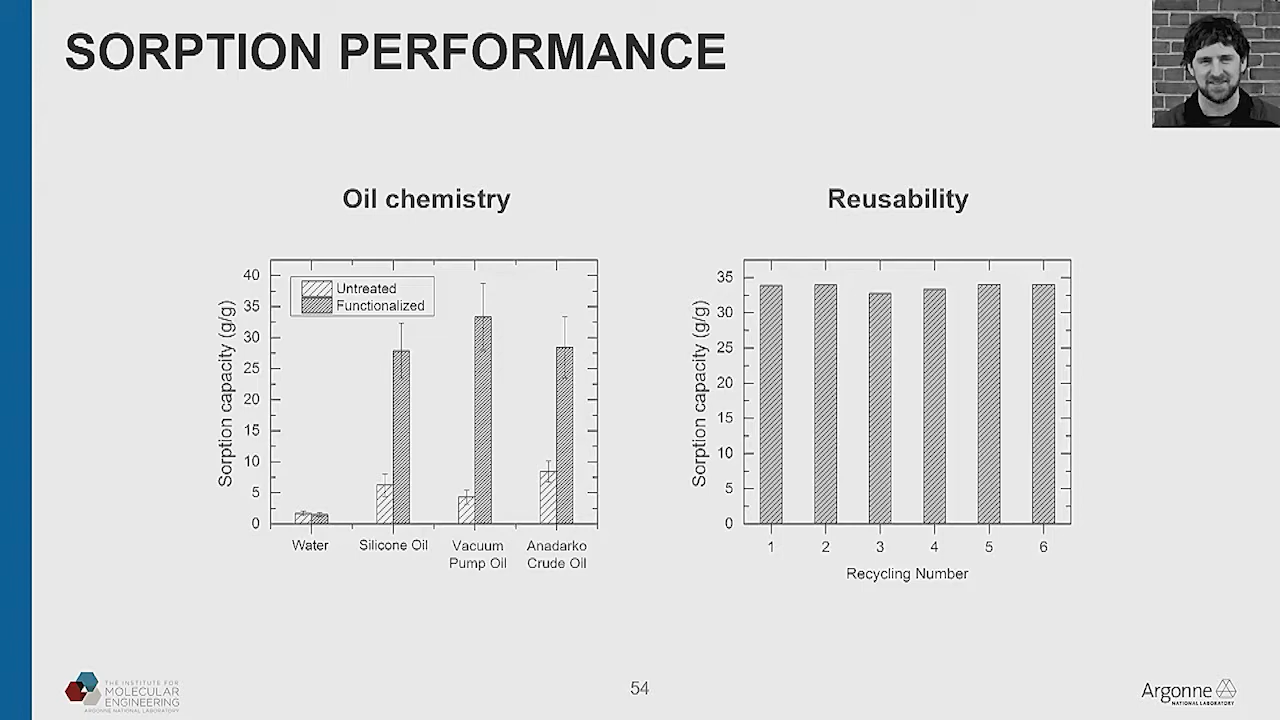 SORPTION PERFORMANCE
Oil chemistry
Sorption capacity (g/g)
40
35
30
25
20
15
10
5
0
Untreated
Functionalized
Water
Silicone Oil
Vacuum
Pump Oil
Anadarko
Crude Oil
Reusability
Sorption capacity (g/g)
35
30
25
20
15
10
5
0
1 2 3 4 5 6
Recycling Number
THE INSTITUTE FOR
MOLECULAR
ENGINEERING
ARGONNE NATIONAL LABORATORY
54
Argonne
NATIONAL LABORATORY